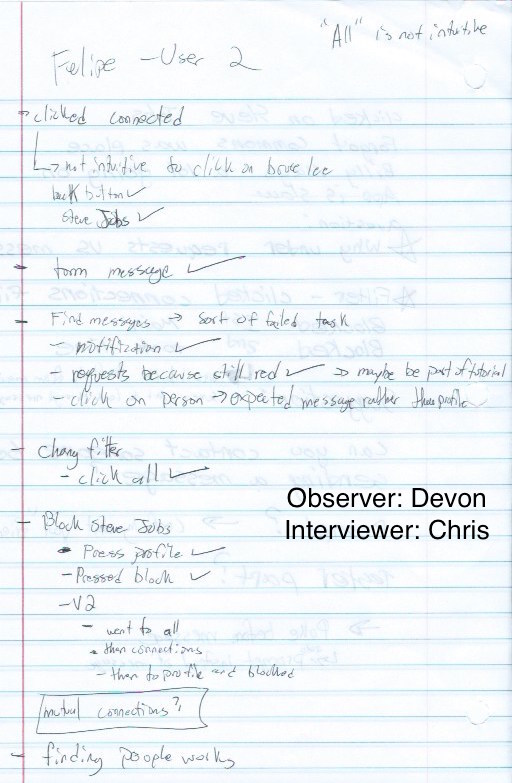 "All" is not intuitive
Felipe - User 2
→ clicked connected
↳ not intuitive to click on bruce lee
back button ✓
Steve Jobs ✓
- form message ✓
- Find messages → sort of failed task
- notifization ✓
- requests because still red ✓ ⇒ maybe be part of tutorial
- click on person → expected message rather than profile
- chang filter
- click all ✓
- Block Steve Jobs
- Press profile ✓
- Pressed block ✓
- V2
- went to all
- then connections
- then to profile and blocked
mutual connections?
- finding people works
Observer: Devon
Interviewer: Chris